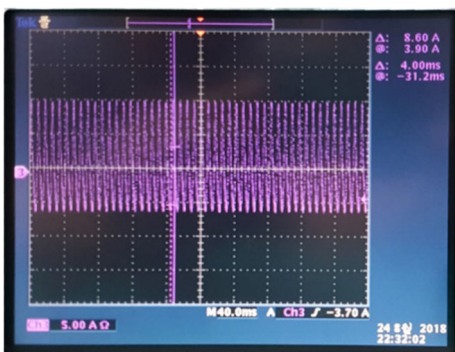 Tek
Δ: 8.60 A
@: 3.90 A
Δ: 4.00ms
@: -31.2ms
3
M 40.0ms A Ch3 ∫ -3.70 A
Ch3 5.00 A Ω
24 8월 2018
22:32:02